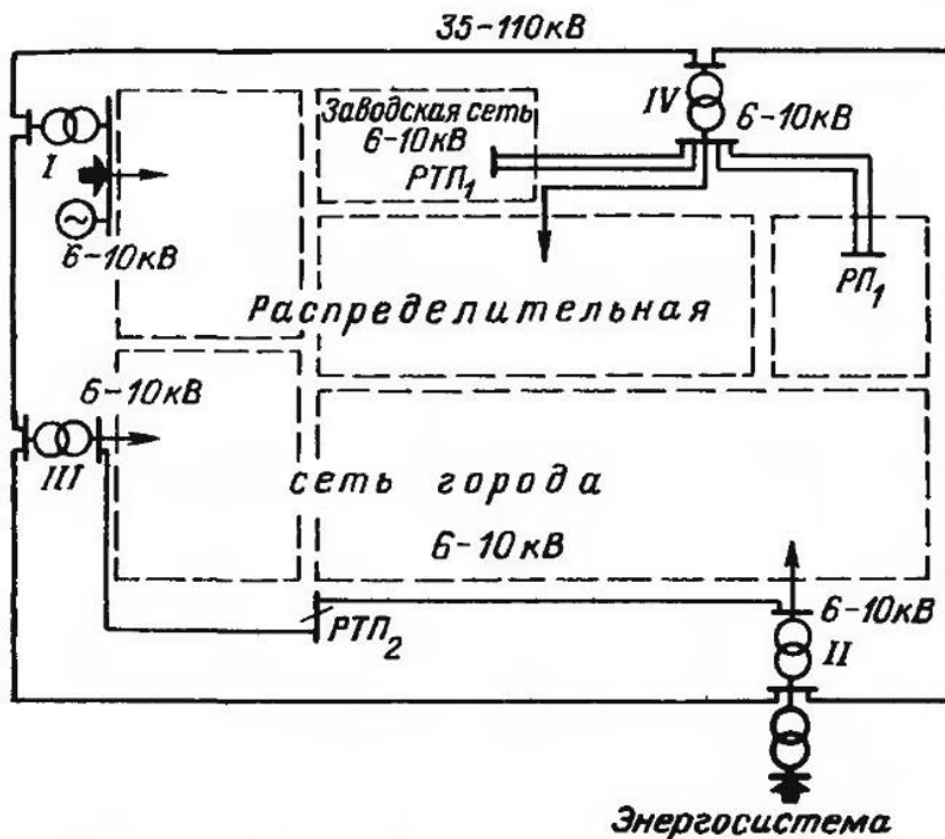 35-110кВ
IV
6-10кВ
Заводская сеть
6-10кВ
РТП₁
I
6-10кВ
РП₁
Распределительная
6-10кВ
III
сеть города
6-10кВ
6-10кВ
РТП₂
II
Энергосистема